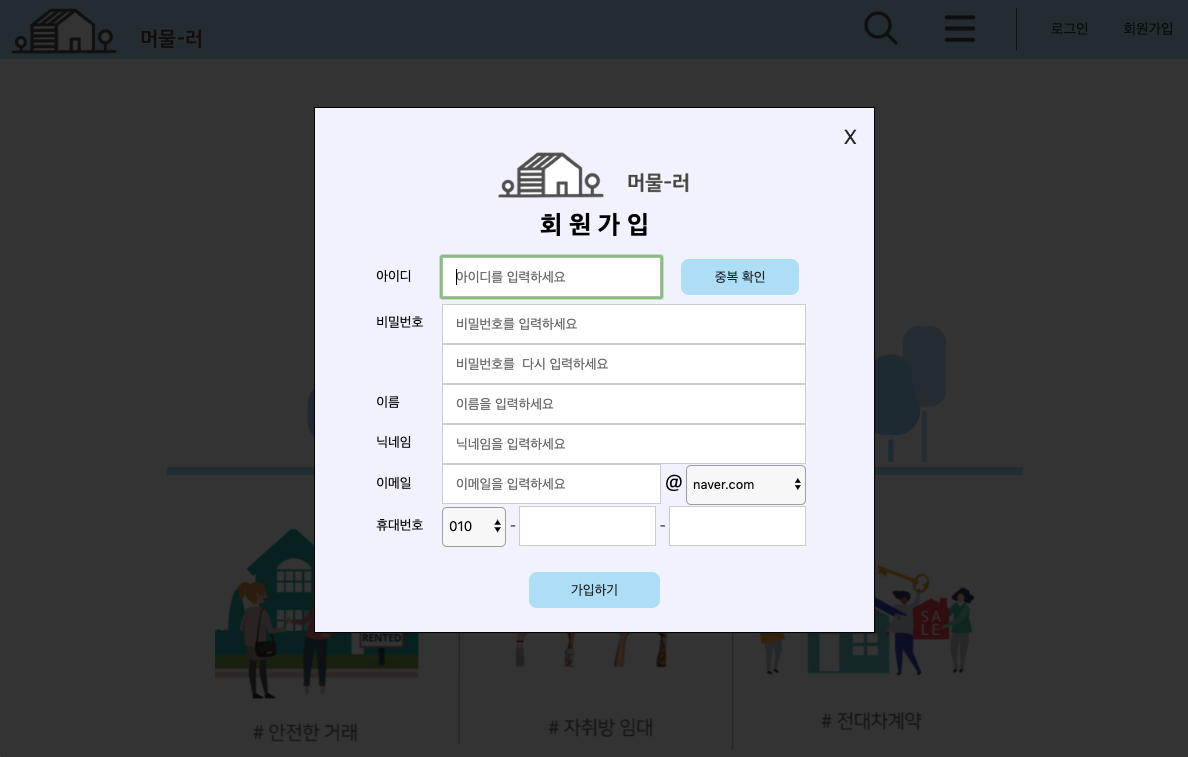 머물-러
로그인 회원가입
X
머물-러
회 원 가 입
아이디 아이디를 입력하세요 중복 확인
비밀번호 비밀번호를 입력하세요
비밀번호를 다시 입력하세요
이름 이름을 입력하세요
닉네임 닉네임을 입력하세요
이메일 이메일을 입력하세요 @ naver.com
휴대번호 010 - -
가입하기
RENTED
SA
LE
# 안전한 거래
# 자취방 임대
# 전대차계약